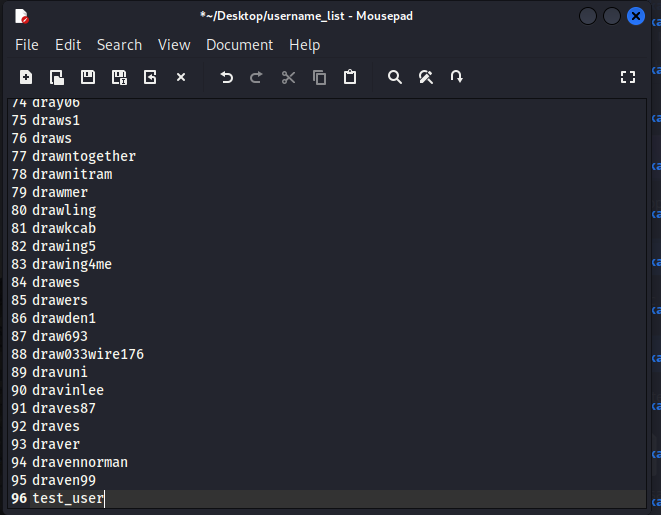 *~/Desktop/username_list - Mousepad
File Edit Search View Document Help
74 dray06
75 draws1
76 draws
77 drawntogether
78 drawnitram
79 drawmer
80 drawling
81 drawkcab
82 drawing5
83 drawing4me
84 drawes
85 drawers
86 drawden1
87 draw693
88 draw033wire176
89 dravuni
90 dravinlee
91 draves87
92 draves
93 draver
94 dravennorman
95 draven99
96 test_user